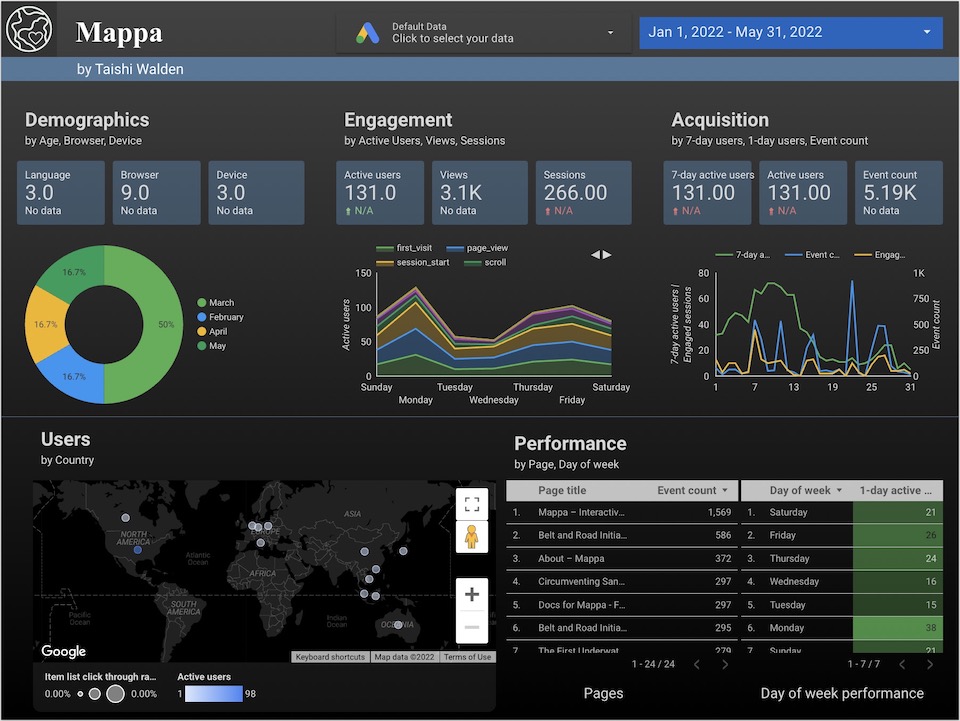 Mappa
Default Data
Click to select your data
Jan 1, 2022 - May 31, 2022
by Taishi Walden
Demographics
by Age, Browser, Device
Language
3.0
No data
Browser
9.0
No data
Device
3.0
No data
16.7%
16.7%
16.7%
50%
March
February
April
May
Engagement
by Active Users, Views, Sessions
Active users
131.0
N/A
Views
3.1K
No data
Sessions
266.00
N/A
first_visit page_view
session_start scroll
Active users
150
100
50
0
Sunday Tuesday Thursday Saturday
Monday Wednesday Friday
Acquisition
by 7-day users, 1-day users, Event count
7-day active users
131.00
N/A
Active users
131.00
N/A
Event count
5.19K
No data
7-day a... Event c... Engag...
7-day active users |
Engaged sessions
80
60
40
20
0
1K
750
500
250
0
Event count
1 7 13 19 25 31
Users
by Country
NORTH
AMERICA
Atlantic
Ocean
EUROPE
ASIA
AFRICA
SOUTH
AMERICA
Pacific
Ocean
Indian
Ocean
OCEANIA
Google
Keyboard shortcuts Map data ©2022 Terms of Use
Item list click through ra...
0.00% 0.00%
Active users
1 98
Performance
by Page, Day of week
Page title Event count
1. Mappa – Interactiv... 1,569
2. Belt and Road Initia... 586
3. About – Mappa 372
4. Circumventing San... 297
5. Docs for Mappa - F... 297
6. Belt and Road Initia... 295
7. The First Underwat... 279
1 - 24 / 24
Pages
Day of week 1-day active ...
1. Saturday 21
2. Friday 26
3. Thursday 24
4. Wednesday 16
5. Tuesday 15
6. Monday 38
7. Sunday 21
1 - 7 / 7
Day of week performance